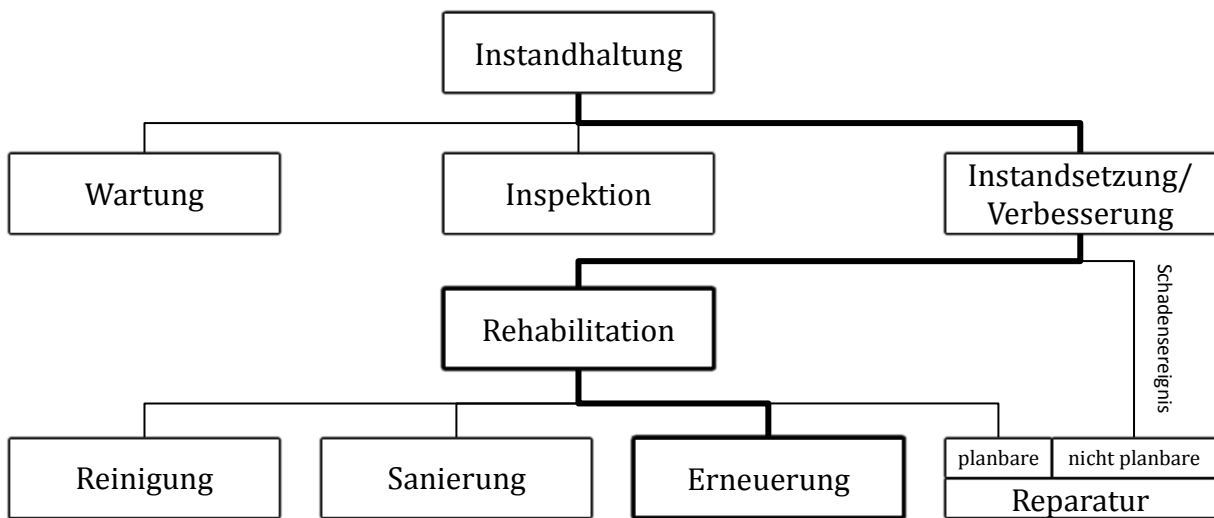 Instandhaltung
Wartung
Inspektion
Instandsetzung/
Verbesserung
Schadensereignis
Rehabilitation
Reinigung
Sanierung
Erneuerung
planbare
nicht planbare
Reparatur